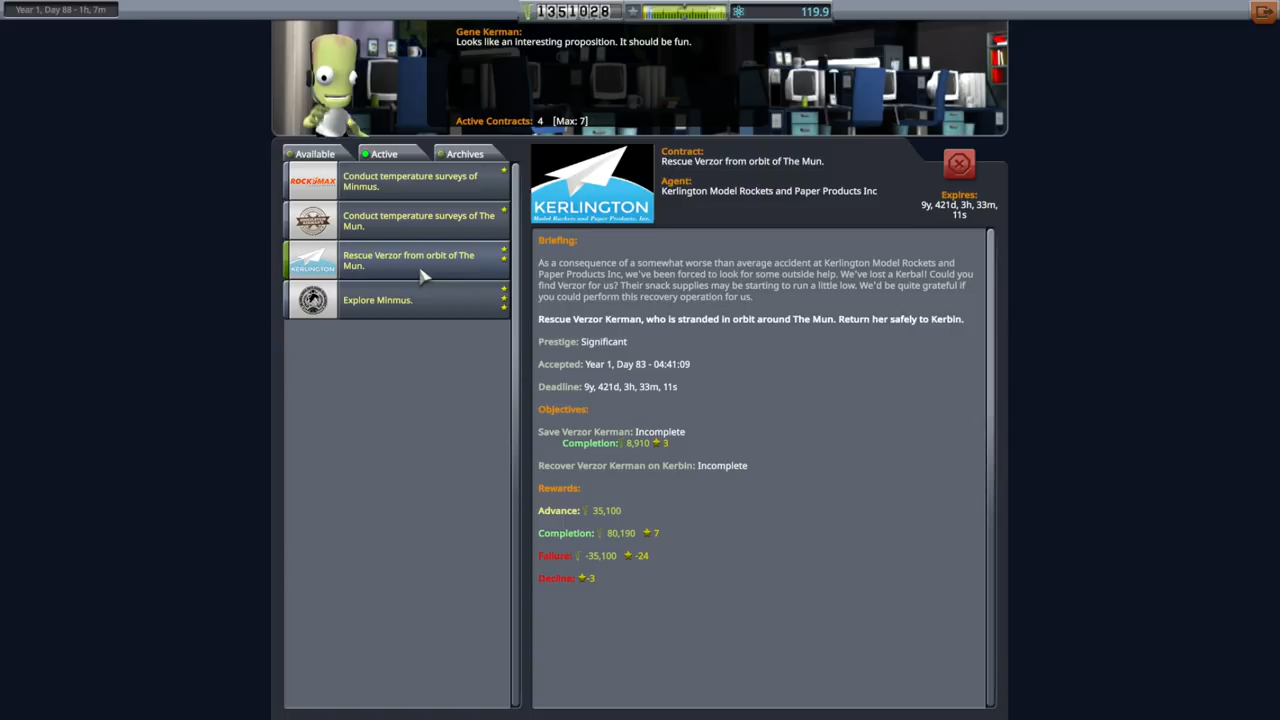 Year 1, Day 88 - 1h, 7m
1351028
119.9
Gene Kerman:
Looks like an interesting proposition. It should be fun.
Active Contracts: 4 [Max: 7]
Available
Active
Archives
ROCKOMAX
Conduct temperature surveys of
Minmus.
Conduct temperature surveys of The
Mun.
KERLINGTON
Rescue Verzor from orbit of The
Mun.
Explore Minmus.
KERLINGTON
Model Rockets and Paper Products, Inc.
Contract:
Rescue Verzor from orbit of The Mun.
Agent:
Kerlington Model Rockets and Paper Products Inc
Expires:
9y, 421d, 3h, 33m,
11s
Briefing:
As a consequence of a somewhat worse than average accident at Kerlington Model Rockets and
Paper Products Inc, we've been forced to look for some outside help. We've lost a Kerbal! Could you
find Verzor for us? Their snack supplies may be starting to run a little low. We'd be quite grateful if
you could perform this recovery operation for us.
Rescue Verzor Kerman, who is stranded in orbit around The Mun. Return her safely to Kerbin.
Prestige: Significant
Accepted: Year 1, Day 83 - 04:41:09
Deadline: 9y, 421d, 3h, 33m, 11s
Objectives:
Save Verzor Kerman: Incomplete
Completion: 8,910 3
Recover Verzor Kerman on Kerbin: Incomplete
Rewards:
Advance: 35,100
Completion: 80,190 7
Failure: -35,100 -24
Decline: -3